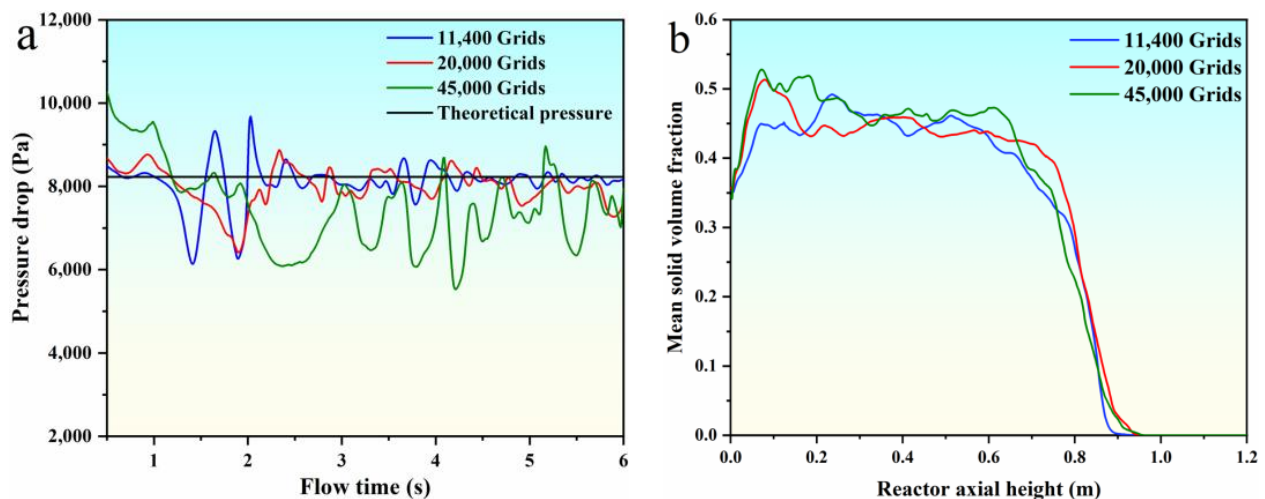 a
12,000
10,000
8,000
6,000
4,000
2,000
Pressure drop (Pa)
11,400 Grids
20,000 Grids
45,000 Grids
Theoretical pressure
1 2 3 4 5 6
Flow time (s)
b
0.6
0.5
0.4
0.3
0.2
0.1
0.0
Mean solid volume fraction
11,400 Grids
20,000 Grids
45,000 Grids
0.0 0.2 0.4 0.6 0.8 1.0 1.2
Reactor axial height (m)